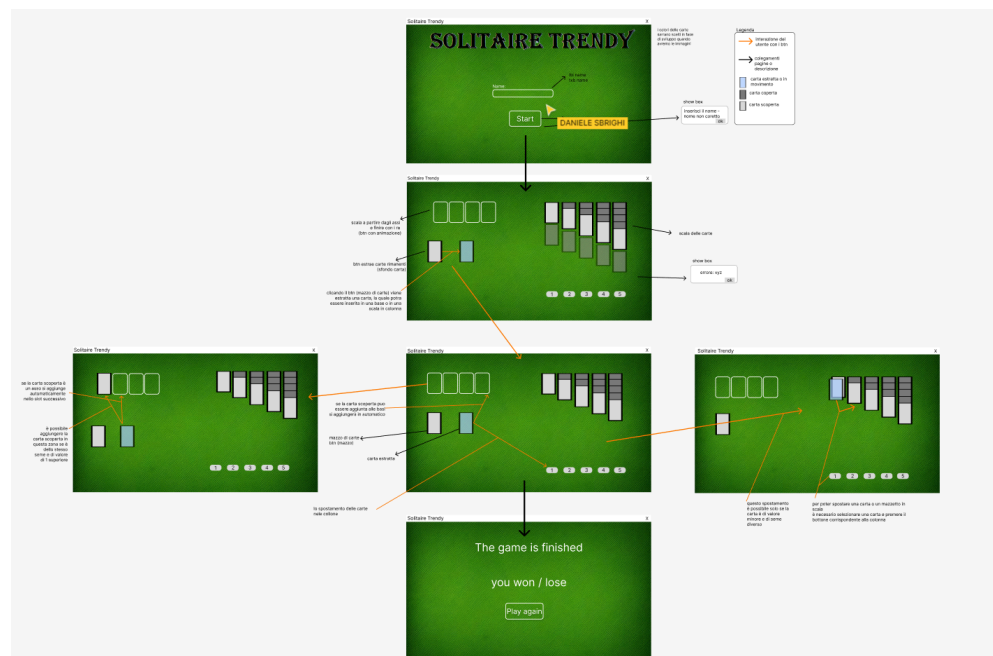 Solitaire Trendy x
SOLITAIRE TRENDY
i colori delle carte
saranno scelti in fase
di sviluppo quando
avremo le immagini
Legenda
interazione del
utente con i btn
collegamenti
pagine o
descrizione
carta estratta o in
movimento
carta coperta
carta scoperta
Name
Start
DANIELE SBRIGHI
show box
inserisci il nome -
nome non corretto
ok
Solitaire Trendy x
scala a partire dagli assi
e finire con i re
(btn con animazione)
btn estrae carte rimanenti
(sfondo carta)
cliccando il btn (mazzo di carte) viene
estratta una carta, la quale potra
essere inserita in una base o in una
scala in colonna
scala delle carte
show box
errore: xyz
ok
1 2 3 4 5
Solitaire Trendy x
se la carta scoperta è
un asso si aggiunge
automaticamente
nello slot successivo
è possibile
aggiungere la
carta scoperta in
questa zona se è
dello stesso
seme e di valore
di 1 superiore
1 2 3 4 5
Solitaire Trendy x
se la carta scoperta puo
essere aggiunta alle basi
si aggiungerà in automatico
mazzo di carte
btn (mazzo)
carta estratta
lo spostamento delle carte
nele collone
1 2 3 4 5
Solitaire Trendy x
1 2 3 4 5
questo spostamento
è possibile solo se la
carta è di valore
minore e di seme
diverso
per poter spostare una carta o un mazzetto in
scala
è necessario selezionare una carta e premere il
bottone corrispondente alla colonna
Solitaire Trendy x
The game is finished
you won / lose
Play again